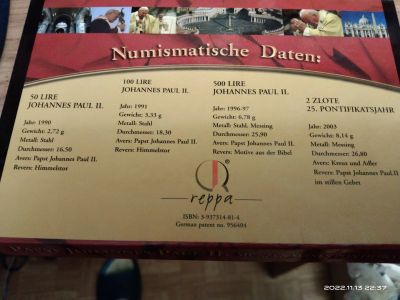 Numismatische Daten:
50 LIRE
JOHANNES PAUL II.
Jahr: 1990
Gewicht: 2,72 g
Metall: Stahl
Durchmesser: 16,50
Avers: Papst Johannes Paul II.
Revers: Himmelstor
100 LIRE
JOHANNES PAUL II.
Jahr: 1991
Gewicht: 3,33 g
Metall: Stahl
Durchmesser: 18,30
Avers: Papst Johannes Paul II.
Revers: Himmelstor
500 LIRE
JOHANNES PAUL II.
Jahr: 1996-97
Gewicht: 6,78 g
Metall: Stahl, Messing
Durchmesser: 25,90
Avers: Papst Johannes Paul II.
Revers: Motive aus der Bibel
2 ZLOTE
25. PONTIFIKATSJAHR
Jahr: 2003
Gewicht: 8,14 g
Metall: Messing
Durchmesser: 26,80
Avers: Kreuz und Adler
Revers: Papst Johannes Paul II.
im stillen Gebet
reppa
ISBN: 3-937314-81-4
German patent no. 956404
2022.11.13 22:37